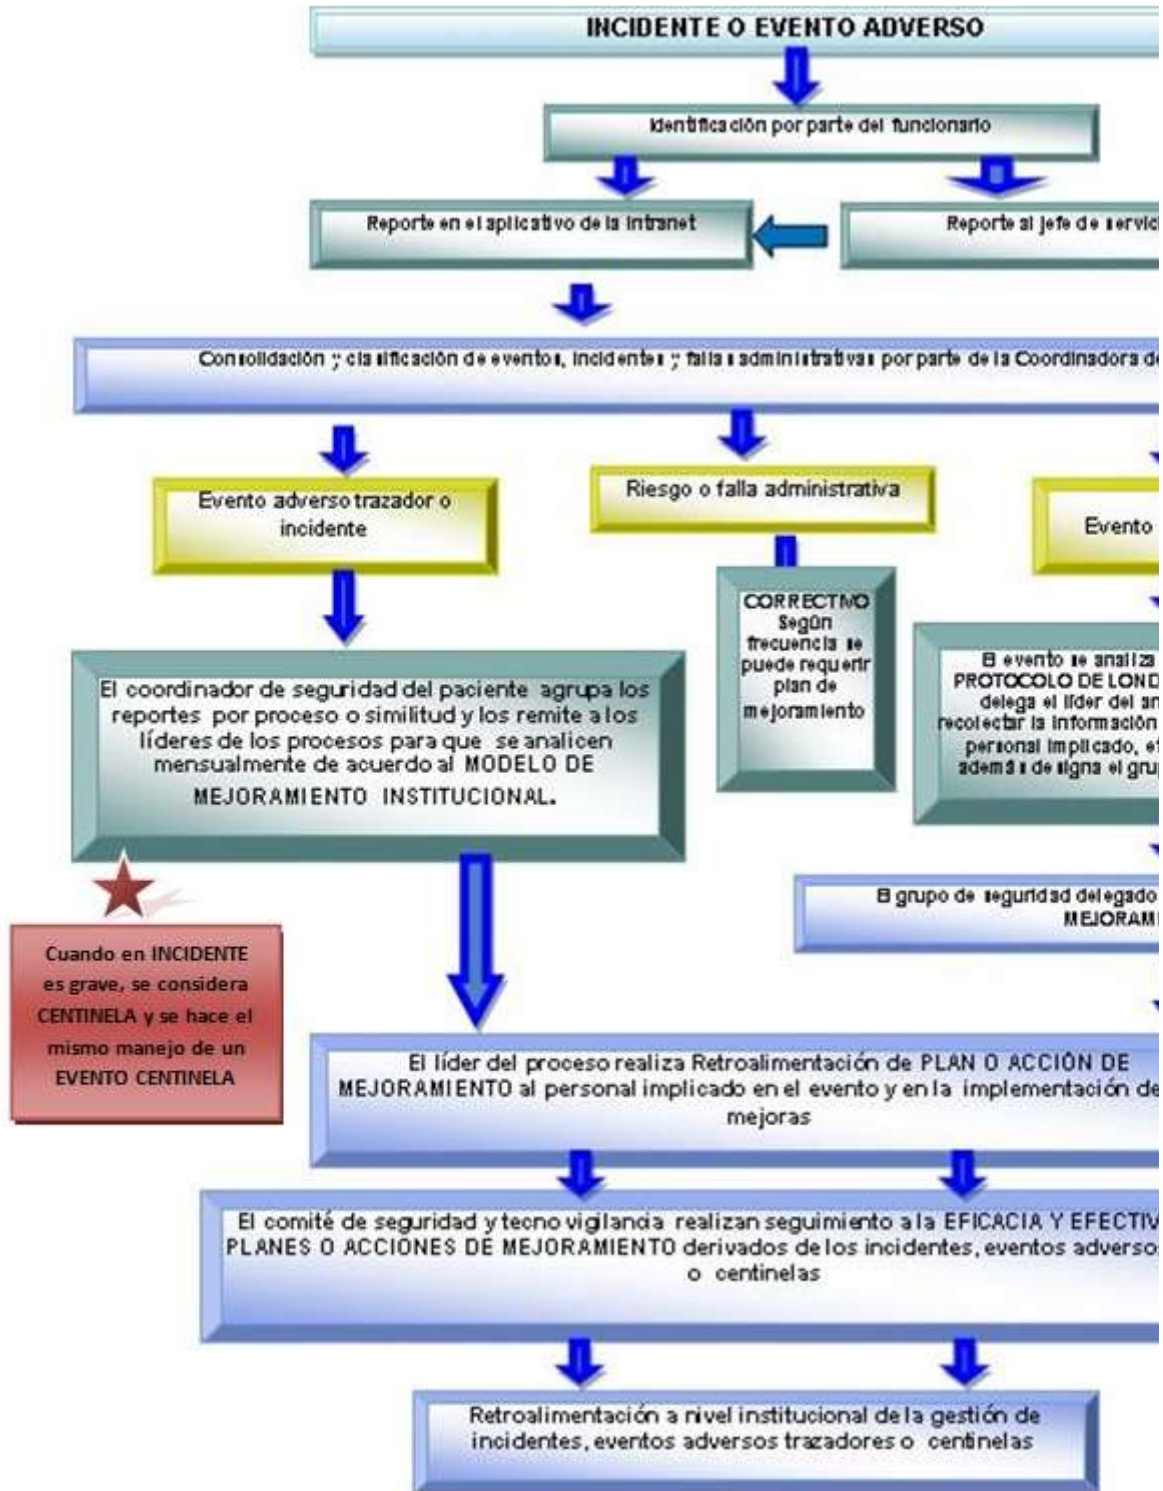 INCIDENTE O EVENTO ADVERSO
Identificación por parte del funcionario
Reporte en el aplicativo de la Intranet
Reporte al jefe de servici
Consolidación y clasificación de eventos, incidentes y fallas administrativas por parte de la Coordinadora de
Evento adverso trazador o
incidente
Riesgo o falla administrativa
Evento
El coordinador de seguridad del paciente agrupa los
reportes por proceso o similitud y los remite a los
líderes de los procesos para que se analicen
mensualmente de acuerdo al MODELO DE
MEJORAMIENTO INSTITUCIONAL.
CORRECTIVO
Según
frecuencia se
puede requerir
plan de
mejoramiento
El evento se analiza
PROTOCOLO DE LOND
delega el líder del an
recolectar la información
personal implicado, et
además designa el grup
El grupo de seguridad delegado
MEJORAMI
Cuando en INCIDENTE
es grave, se considera
CENTINELA y se hace el
mismo manejo de un
EVENTO CENTINELA
El líder del proceso realiza Retroalimentación de PLAN O ACCIÓN DE
MEJORAMIENTO al personal implicado en el evento y en la implementación de
mejoras
El comité de seguridad y tecno vigilancia realizan seguimiento a la EFICACIA Y EFECTIV
PLANES O ACCIONES DE MEJORAMIENTO derivados de los incidentes, eventos adversos
o centinelas
Retroalimentación a nivel institucional de la gestión de
incidentes, eventos adversos trazadores o centinelas